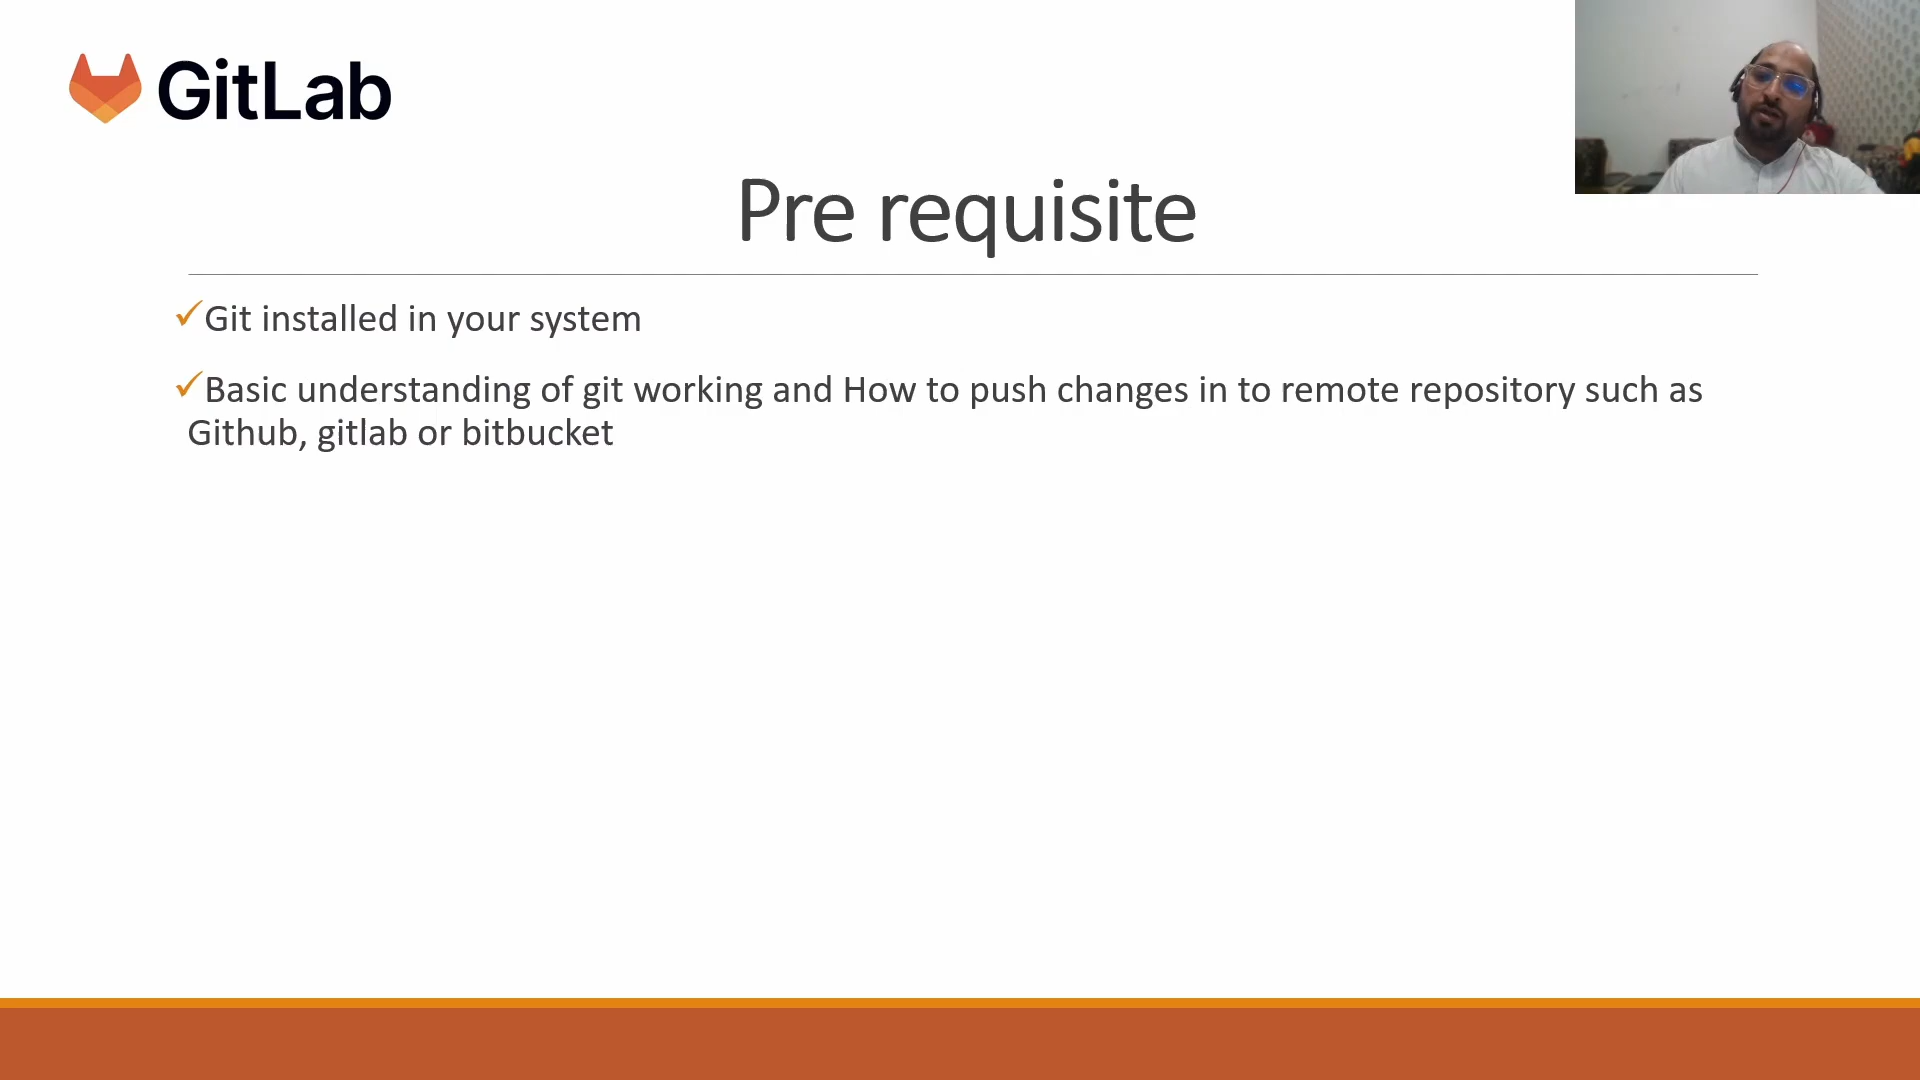 GitLab
Pre requisite
✓Git installed in your system
✓Basic understanding of git working and How to push changes in to remote repository such as
Github, gitlab or bitbucket